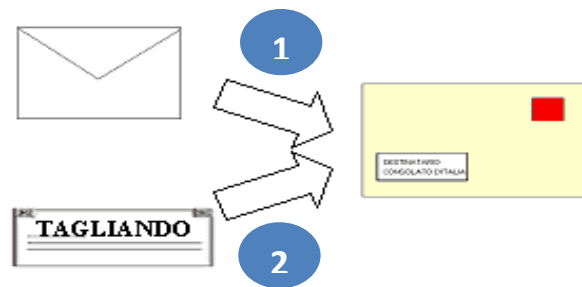 1
DESTINATARIO
CONSOLATO D'ITALIA
TAGLIANDO
2